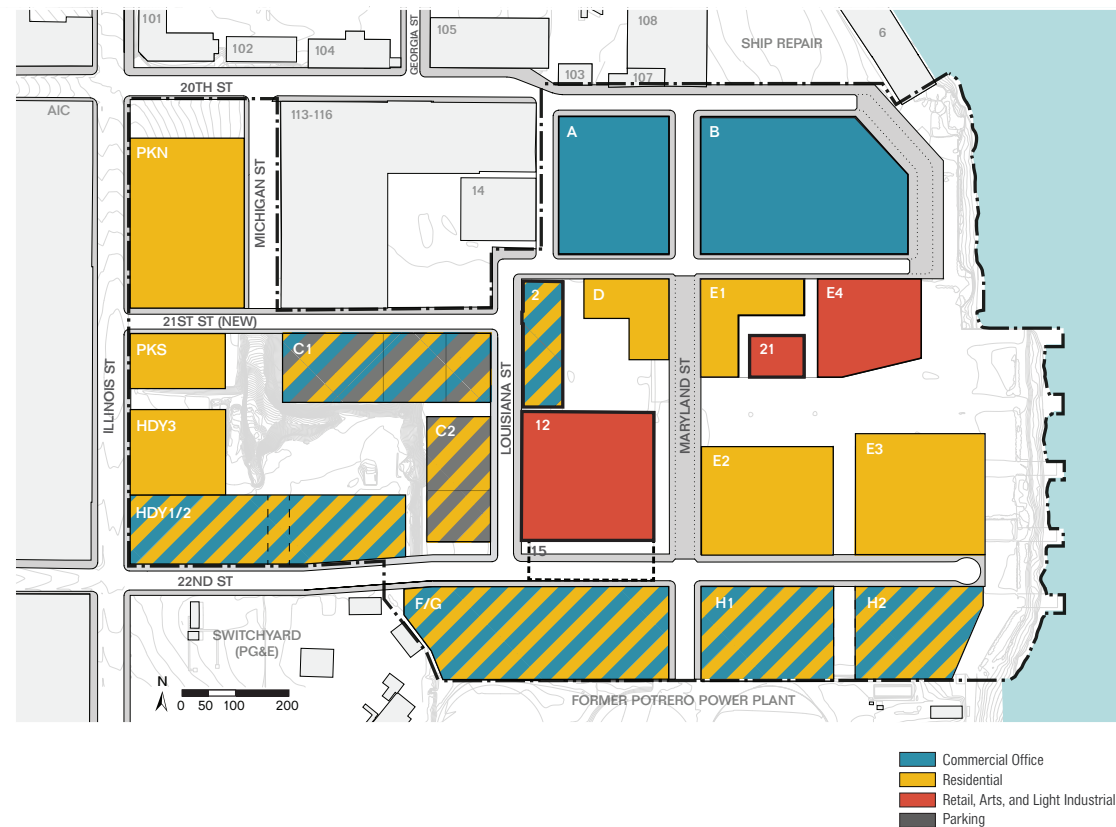 101
102
104
GEORGIA ST
105
108
SHIP REPAIR
6
103
107
20TH ST
AIC
113-116
A
B
PKN
MICHIGAN ST
14
2
D
E1
E4
21ST ST (NEW)
PKS
C1
21
ILLINOIS ST
LOUISIANA ST
MARYLAND ST
HDY3
C2
12
E2
E3
HDY1/2
15
22ND ST
F/G
H1
H2
SWITCHYARD
(PG&E)
N
0 50 100 200
FORMER POTRERO POWER PLANT
Commercial Office
Residential
Retail, Arts, and Light Industrial
Parking